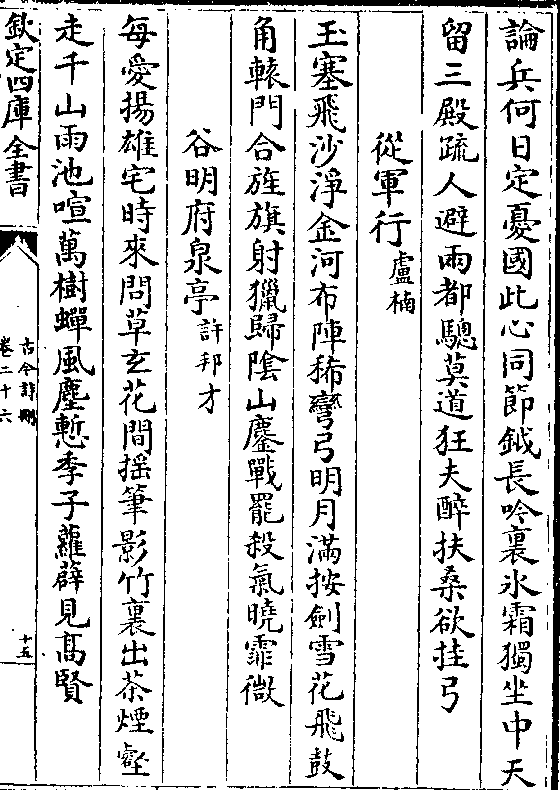 論兵何日定憂國此心同節鉞長吟裏氷霜獨坐中天
留三殿疏人避兩都驄莫道狂夫醉扶桑欲挂弓
從軍行盧楠
玉塞飛沙淨金河布陣稀彎弓明月滿按劍雪花飛鼓
角轅門合旌旗射獵歸陰山鏖戰罷殺氣曉霏微
谷明府泉亭許邦才
每愛揚雄宅時來問草玄花間揺筆影竹裏出茶煙壑
走千山雨池喧萬樹蟬風塵慙季子蘿薜見髙賢
欽定四庫全書
古今詩刪
卷二十六
十五